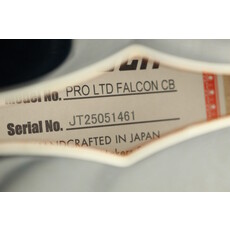 Model No. PRO LTD FALCON CB
Serial No. JT25051461
HANDCRAFTED IN JAPAN